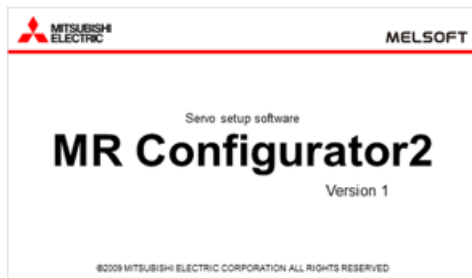 MITSUBISHI
ELECTRIC
MELSOFT
Servo setup software
MR Configurator2
Version 1
©2009 MITSUBISHI ELECTRIC CORPORATION ALL RIGHTS RESERVED